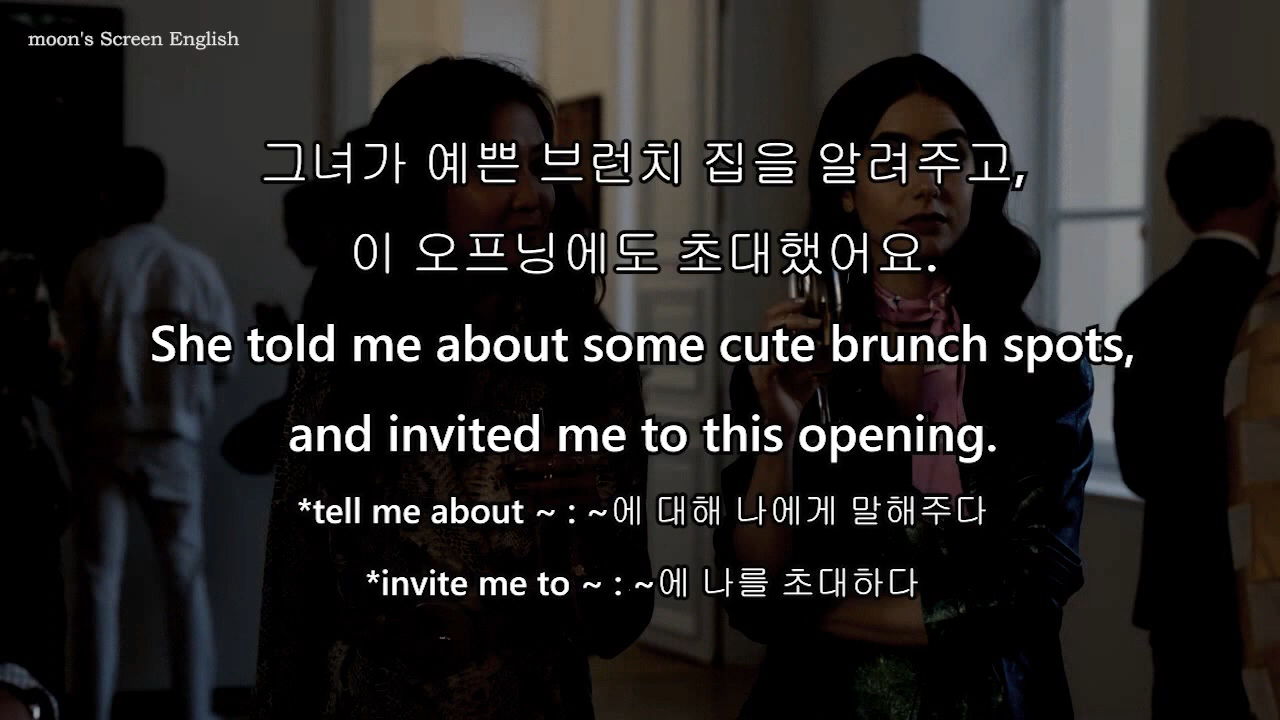 moon's Screen English
그녀가 예쁜 브런치 집을 알려주고,
이 오프닝에도 초대했어요.
She told me about some cute brunch spots,
and invited me to this opening.
*tell me about ~ : ~에 대해 나에게 말해주다
*invite me to ~ : ~에 나를 초대하다